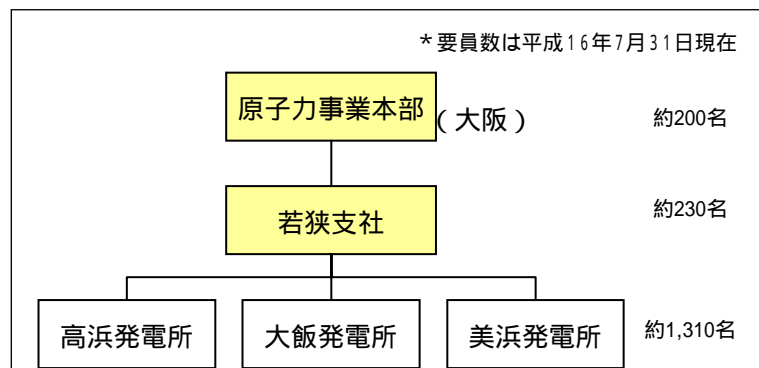 *要員数は平成16年7月31日現在
原子力事業本部(大阪) 約200名
若狭支社 約230名
高浜発電所 大飯発電所 美浜発電所 約1,310名